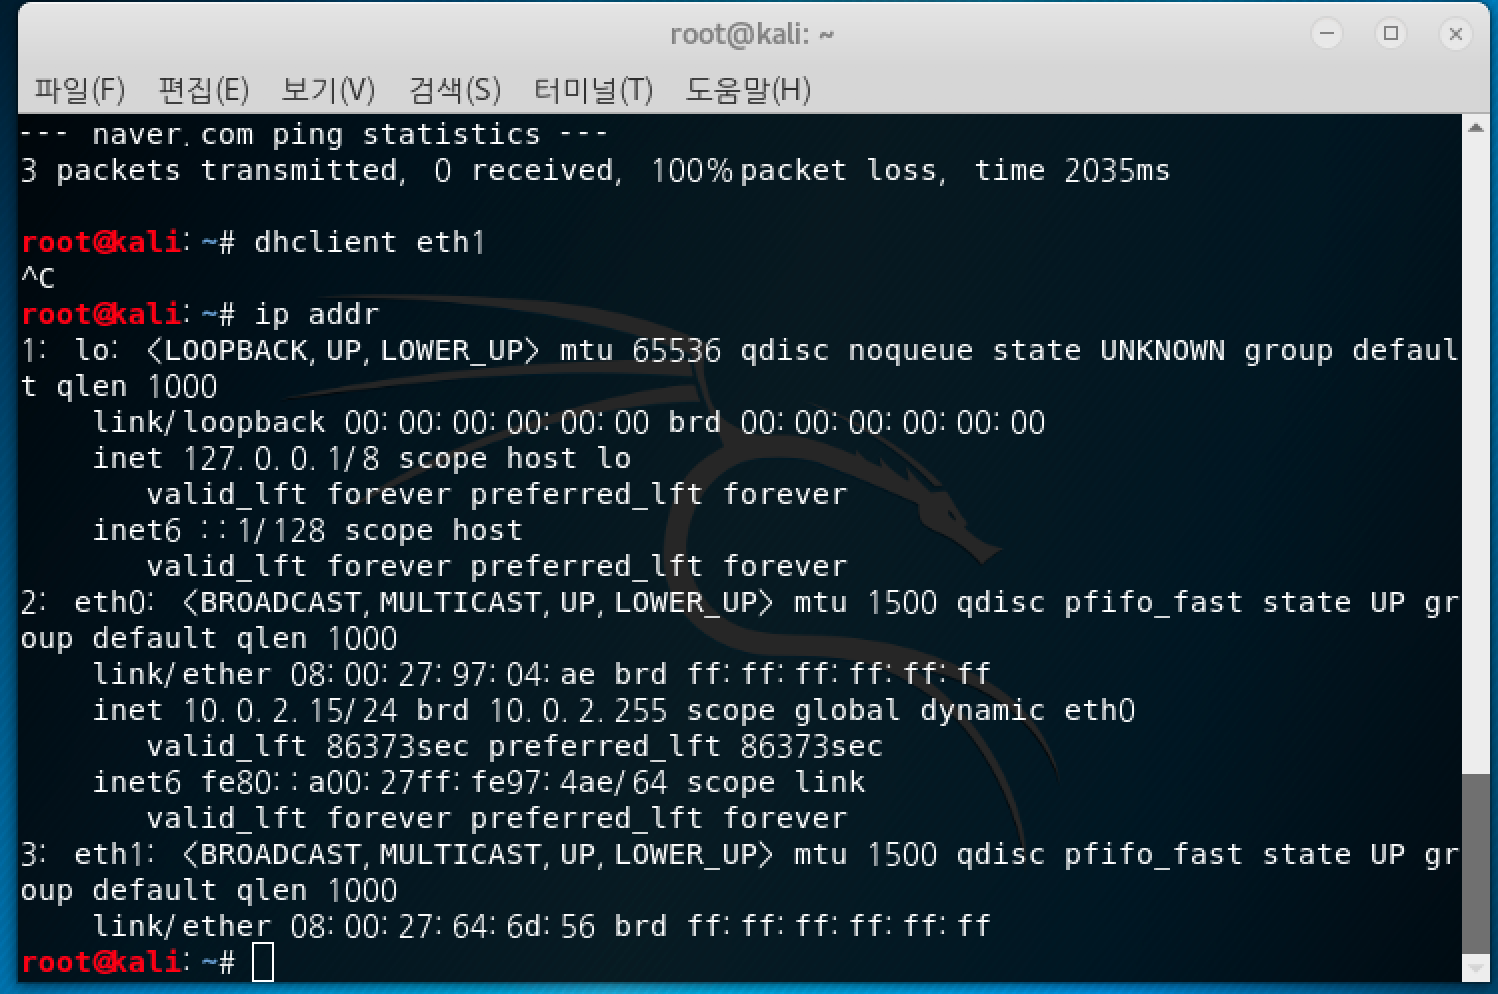 root@kali: ~
파일(F) 편집(E) 보기(V) 검색(S) 터미널(T) 도움말(H)
--- naver.com ping statistics ---
3 packets transmitted, 0 received, 100% packet loss, time 2035ms
root@kali:~# dhclient eth1
^C
root@kali:~# ip addr
1: lo: <LOOPBACK,UP,LOWER_UP> mtu 65536 qdisc noqueue state UNKNOWN group defaul
t qlen 1000
link/loopback 00:00:00:00:00:00 brd 00:00:00:00:00:00
inet 127.0.0.1/8 scope host lo
valid_lft forever preferred_lft forever
inet6 ::1/128 scope host
valid_lft forever preferred_lft forever
2: eth0: <BROADCAST,MULTICAST,UP,LOWER_UP> mtu 1500 qdisc pfifo_fast state UP gr
oup default qlen 1000
link/ether 08:00:27:97:04:ae brd ff:ff:ff:ff:ff:ff
inet 10.0.2.15/24 brd 10.0.2.255 scope global dynamic eth0
valid_lft 86373sec preferred_lft 86373sec
inet6 fe80::a00:27ff:fe97:4ae/64 scope link
valid_lft forever preferred_lft forever
3: eth1: <BROADCAST,MULTICAST,UP,LOWER_UP> mtu 1500 qdisc pfifo_fast state UP gr
oup default qlen 1000
link/ether 08:00:27:64:6d:56 brd ff:ff:ff:ff:ff:ff
root@kali:~#